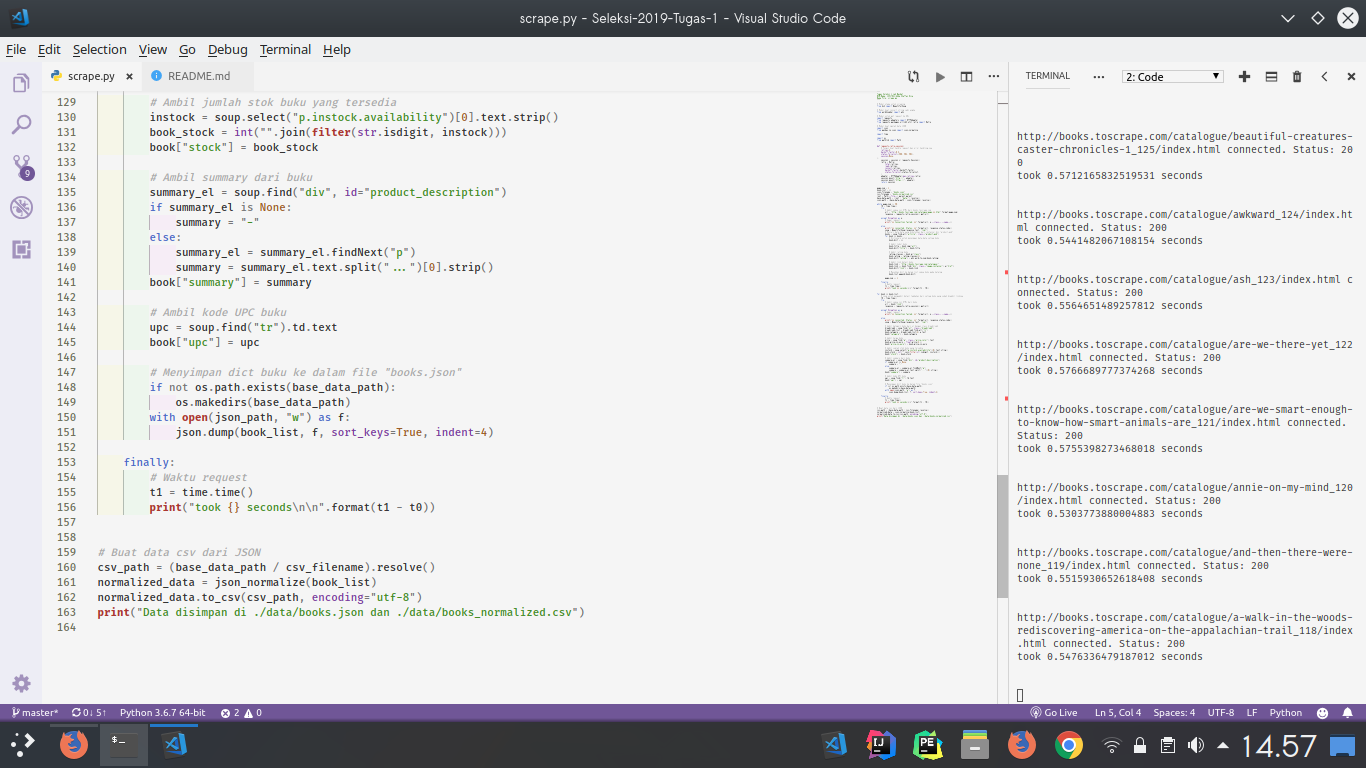 scrape.py - Seleksi-2019-Tugas-1 - Visual Studio Code
File Edit Selection View Go Debug Terminal Help
scrape.py × README.md
TERMINAL ... 2: Code
129 # Ambil jumlah stok buku yang tersedia
130 instock = soup.select("p.instock.availability")[0].text.strip()
131 book_stock = int("".join(filter(str.isdigit, instock)))
132 book["stock"] = book_stock
133
134 # Ambil summary dari buku
135 summary_el = soup.find("div", id="product_description")
136 if summary_el is None:
137 summary = "-"
138 else:
139 summary_el = summary_el.findNext("p")
140 summary = summary_el.text.split("...")[0].strip()
141 book["summary"] = summary
142
143 # Ambil kode UPC buku
144 upc = soup.find("tr").td.text
145 book["upc"] = upc
146
147 # Menyimpan dict buku ke dalam file "books.json"
148 if not os.path.exists(base_data_path):
149 os.makedirs(base_data_path)
150 with open(json_path, "w") as f:
151 json.dump(book_list, f, sort_keys=True, indent=4)
152
153 finally:
154 # Waktu request
155 t1 = time.time()
156 print("took {} seconds\n\n".format(t1 - t0))
157
158
159 # Buat data csv dari JSON
160 csv_path = (base_data_path / csv_filename).resolve()
161 normalized_data = json_normalize(book_list)
162 normalized_data.to_csv(csv_path, encoding="utf-8")
163 print("Data disimpan di ./data/books.json dan ./data/books_normalized.csv")
164
http://books.toscrape.com/catalogue/beautiful-creatures-
caster-chronicles-1_125/index.html connected. Status: 20
0
took 0.5712165832519531 seconds
http://books.toscrape.com/catalogue/awkward_124/index.ht
ml connected. Status: 200
took 0.5441482067108154 seconds
http://books.toscrape.com/catalogue/ash_123/index.html c
onnected. Status: 200
took 0.5564651489257812 seconds
http://books.toscrape.com/catalogue/are-we-there-yet_122
/index.html connected. Status: 200
took 0.5766689777374268 seconds
http://books.toscrape.com/catalogue/are-we-smart-enough-
to-know-how-smart-animals-are_121/index.html connected.
Status: 200
took 0.5755398273468018 seconds
http://books.toscrape.com/catalogue/annie-on-my-mind_120
/index.html connected. Status: 200
took 0.5303773880004883 seconds
http://books.toscrape.com/catalogue/and-then-there-were-
none_119/index.html connected. Status: 200
took 0.5515930652618408 seconds
http://books.toscrape.com/catalogue/a-walk-in-the-woods-
rediscovering-america-on-the-appalachian-trail_118/index
.html connected. Status: 200
took 0.5476336479187012 seconds
9
master* 0↓ 5↑ Python 3.6.7 64-bit 2 0 Go Live Ln 5, Col 4 Spaces: 4 UTF-8 LF Python
14.57